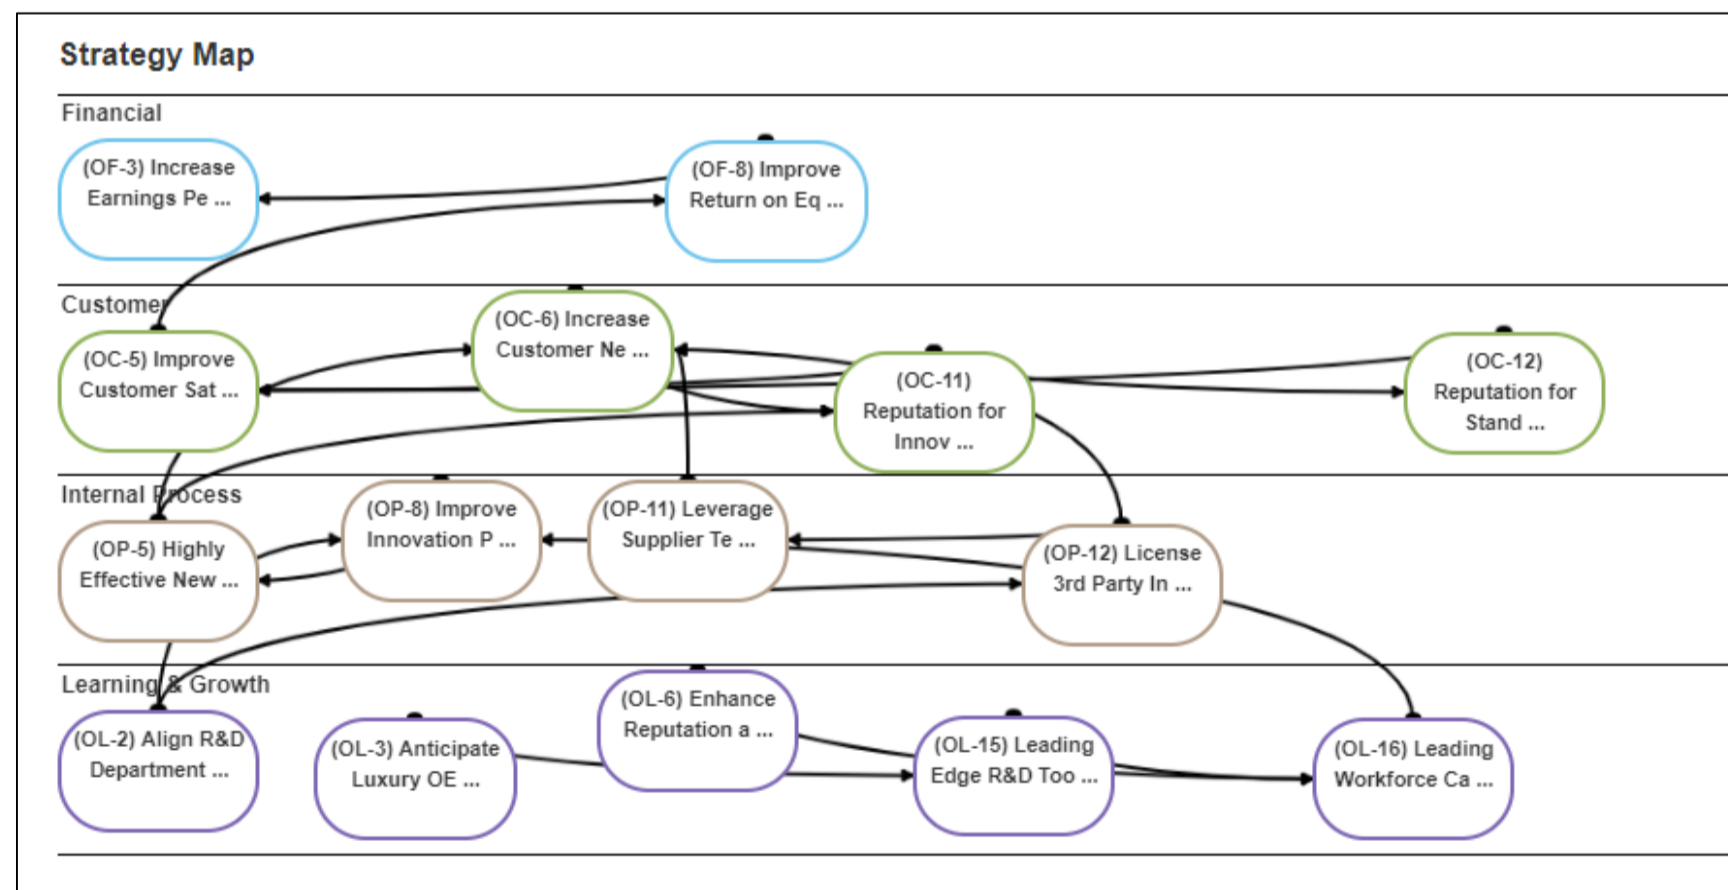 Strategy Map
Financial
(OF-3) Increase
Earnings Pe ...
(OF-8) Improve
Return on Eq ...
Customer
(OC-5) Improve
Customer Sat ...
(OC-6) Increase
Customer Ne ...
(OC-11)
Reputation for
Innov ...
(OC-12)
Reputation for
Stand ...
Internal Process
(OP-5) Highly
Effective New ...
(OP-8) Improve
Innovation P ...
(OP-11) Leverage
Supplier Te ...
(OP-12) License
3rd Party In ...
Learning & Growth
(OL-2) Align R&D
Department ...
(OL-3) Anticipate
Luxury OE ...
(OL-6) Enhance
Reputation a ...
(OL-15) Leading
Edge R&D Too ...
(OL-16) Leading
Workforce Ca ...